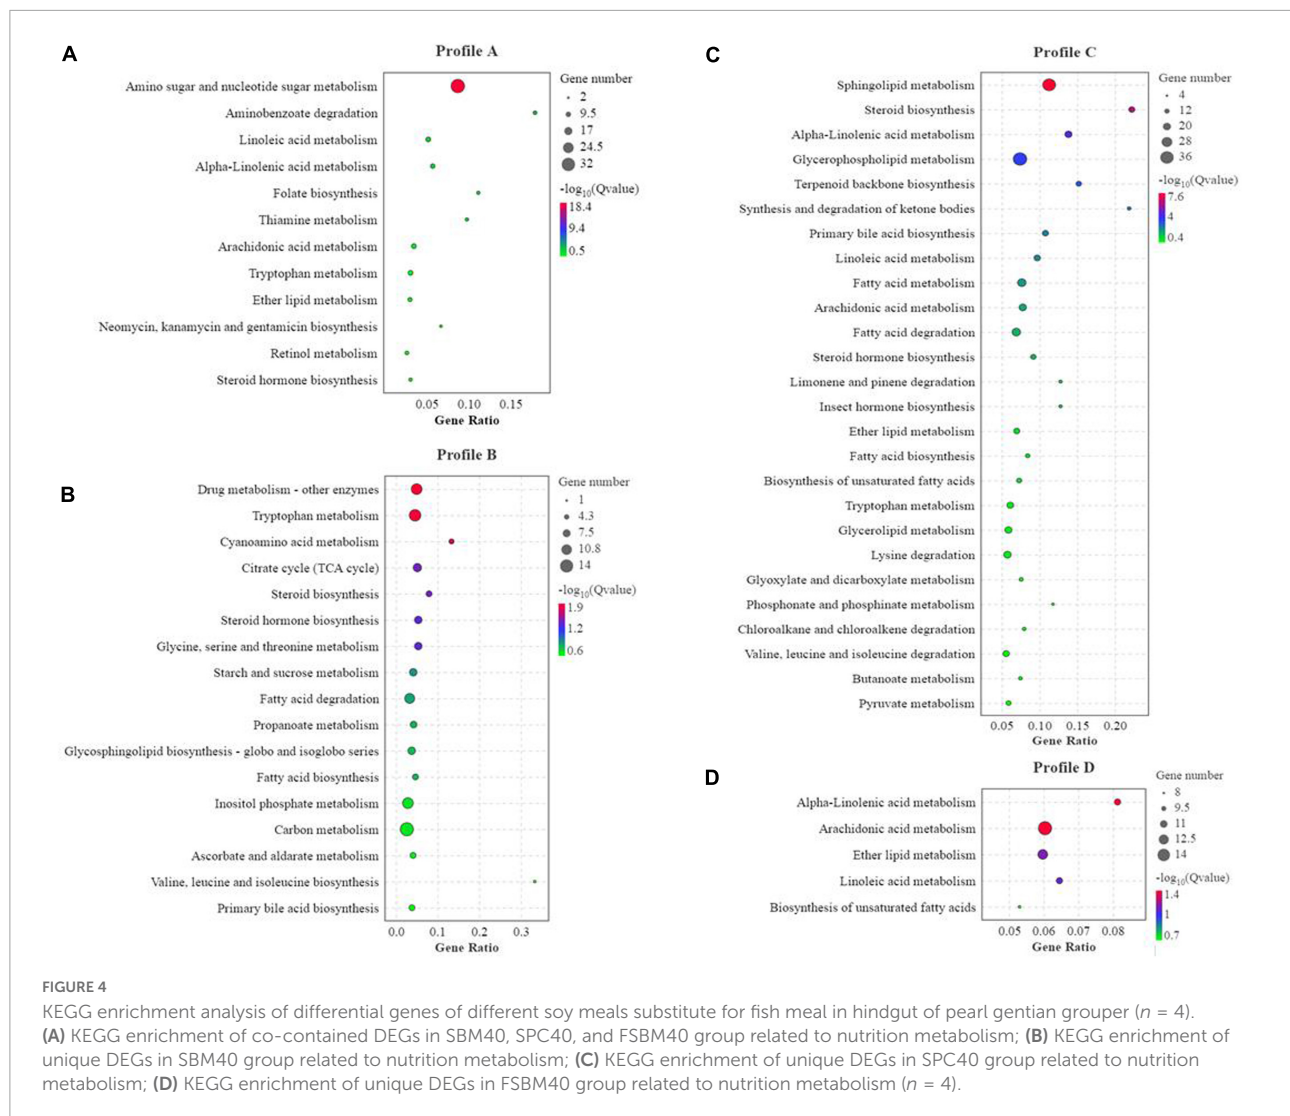 A
Profile A
Amino sugar and nucleotide sugar metabolism
Aminobenzoate degradation
Linoleic acid metabolism
Alpha-Linolenic acid metabolism
Folate biosynthesis
Thiamine metabolism
Arachidonic acid metabolism
Tryptophan metabolism
Ether lipid metabolism
Neomycin, kanamycin and gentamicin biosynthesis
Retinol metabolism
Steroid hormone biosynthesis
0.05 0.10 0.15
Gene Ratio
Gene number
2
9.5
17
24.5
32
-log10(Qvalue)
18.4
9.4
0.5
B
Profile B
Drug metabolism - other enzymes
Tryptophan metabolism
Cyanoamino acid metabolism
Citrate cycle (TCA cycle)
Steroid biosynthesis
Steroid hormone biosynthesis
Glycine, serine and threonine metabolism
Starch and sucrose metabolism
Fatty acid degradation
Propanoate metabolism
Glycosphingolipid biosynthesis - globo and isoglobo series
Fatty acid biosynthesis
Inositol phosphate metabolism
Carbon metabolism
Ascorbate and aldarate metabolism
Valine, leucine and isoleucine biosynthesis
Primary bile acid biosynthesis
0.0 0.1 0.2 0.3
Gene Ratio
Gene number
1
4.3
7.5
10.8
14
-log10(Qvalue)
1.9
1.2
0.6
C
Profile C
Sphingolipid metabolism
Steroid biosynthesis
Alpha-Linolenic acid metabolism
Glycerophospholipid metabolism
Terpenoid backbone biosynthesis
Synthesis and degradation of ketone bodies
Primary bile acid biosynthesis
Linoleic acid metabolism
Fatty acid metabolism
Arachidonic acid metabolism
Fatty acid degradation
Steroid hormone biosynthesis
Limonene and pinene degradation
Insect hormone biosynthesis
Ether lipid metabolism
Fatty acid biosynthesis
Biosynthesis of unsaturated fatty acids
Tryptophan metabolism
Glycerolipid metabolism
Lysine degradation
Glyoxylate and dicarboxylate metabolism
Phosphonate and phosphinate metabolism
Chloroalkane and chloroalkene degradation
Valine, leucine and isoleucine degradation
Butanoate metabolism
Pyruvate metabolism
0.05 0.10 0.15 0.20
Gene Ratio
Gene number
4
12
20
28
36
-log10(Qvalue)
7.6
4
0.4
D
Profile D
Alpha-Linolenic acid metabolism
Arachidonic acid metabolism
Ether lipid metabolism
Linoleic acid metabolism
Biosynthesis of unsaturated fatty acids
0.05 0.06 0.07 0.08
Gene Ratio
Gene number
8
9.5
11
12.5
14
-log10(Qvalue)
1.4
1
0.7
FIGURE 4
KEGG enrichment analysis of differential genes of different soy meals substitute for fish meal in hindgut of pearl gentian grouper (n = 4).
(A) KEGG enrichment of co-contained DEGs in SBM40, SPC40, and FSBM40 group related to nutrition metabolism; (B) KEGG enrichment of
unique DEGs in SBM40 group related to nutrition metabolism; (C) KEGG enrichment of unique DEGs in SPC40 group related to nutrition
metabolism; (D) KEGG enrichment of unique DEGs in FSBM40 group related to nutrition metabolism (n = 4).